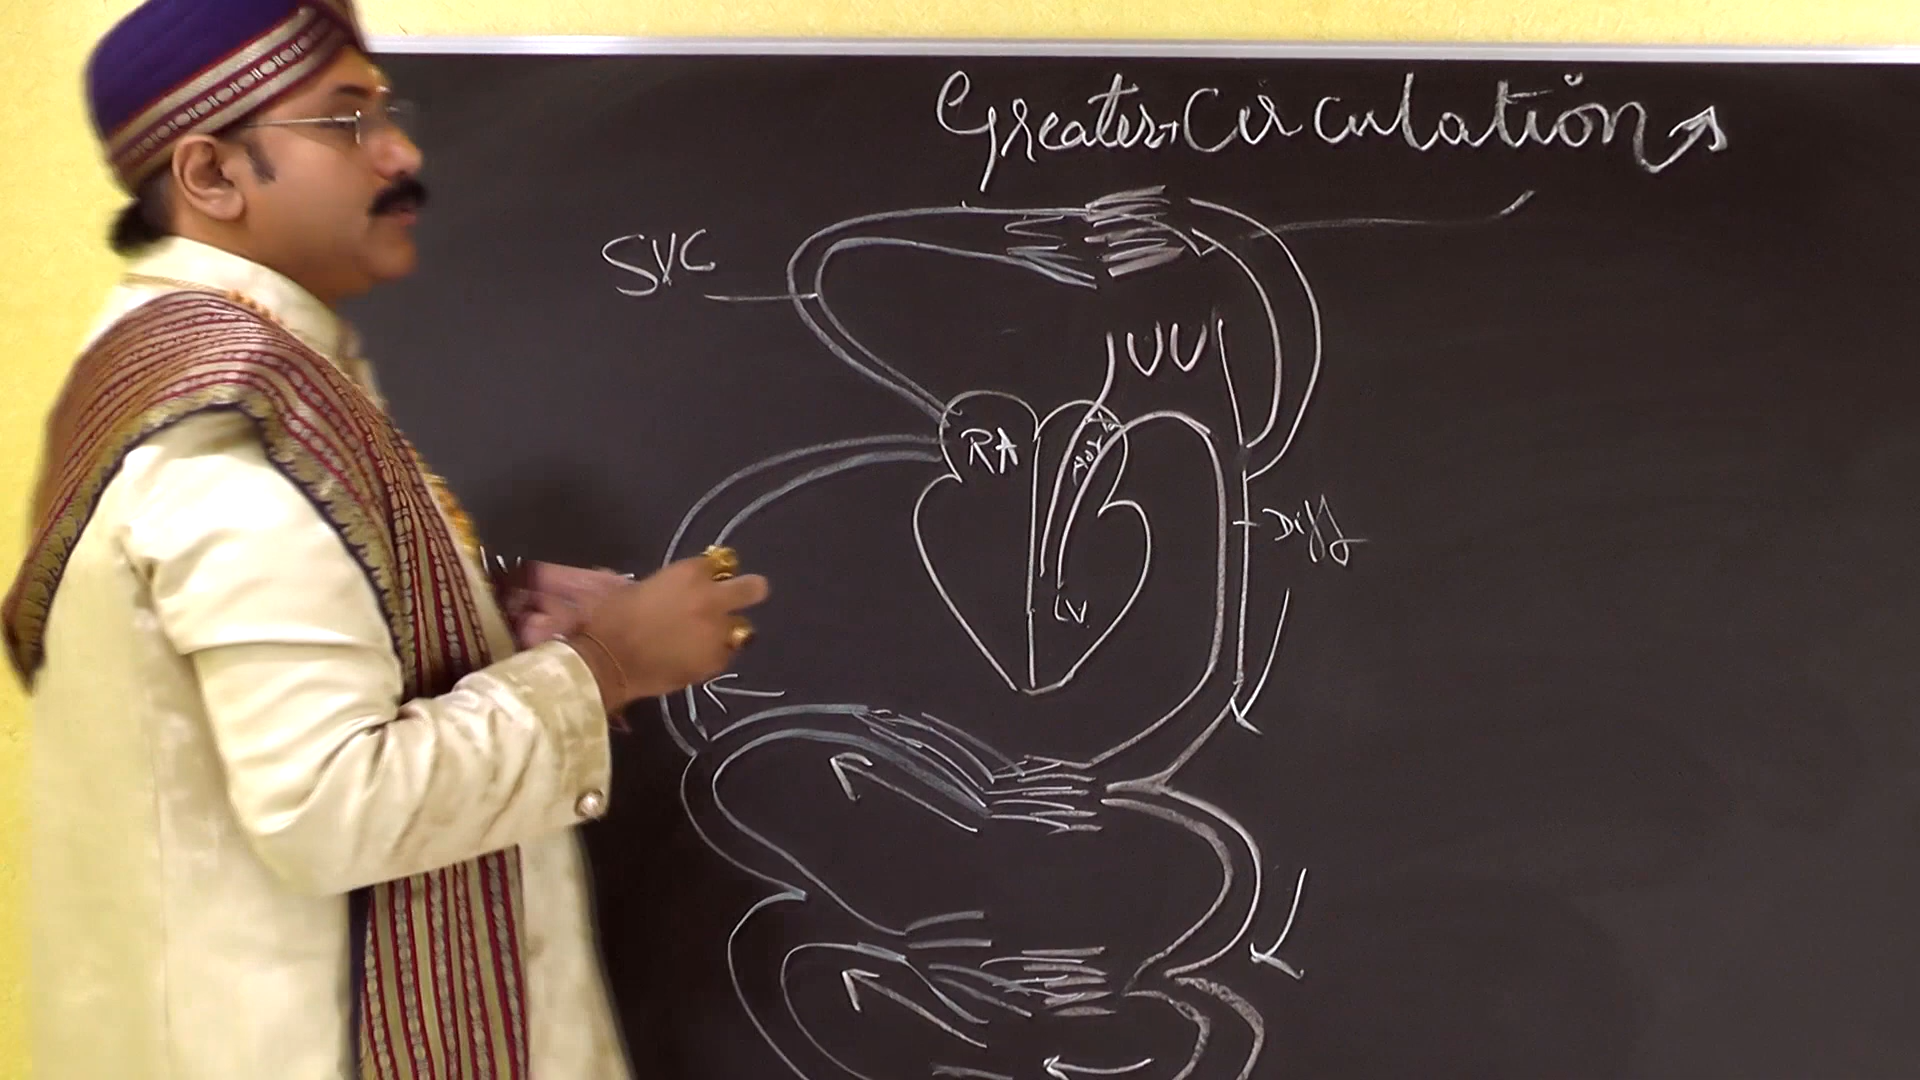 Greater Circulation
SVC
RA
Diff
LV